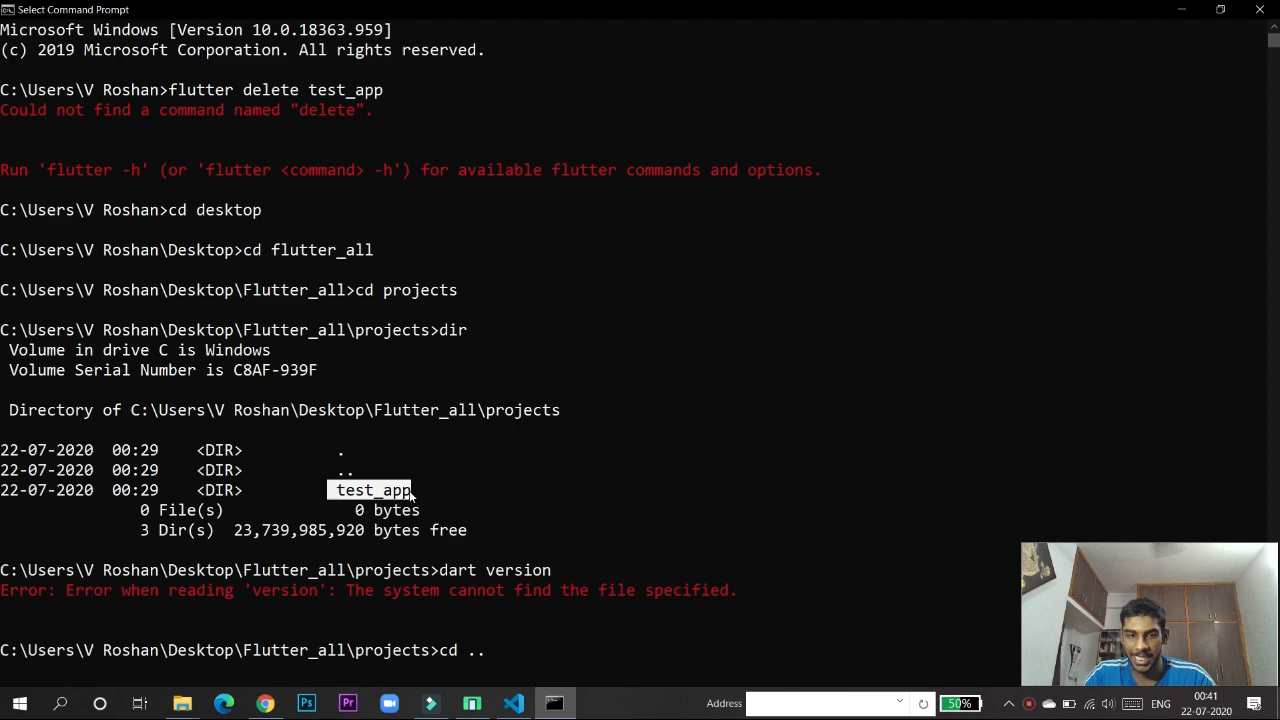 Select Command Prompt
Microsoft Windows [Version 10.0.18363.959]
(c) 2019 Microsoft Corporation. All rights reserved.
C:\Users\V Roshan>flutter delete test_app
Could not find a command named "delete".
Run 'flutter -h' (or 'flutter <command> -h') for available flutter commands and options.
C:\Users\V Roshan>cd desktop
C:\Users\V Roshan\Desktop>cd flutter_all
C:\Users\V Roshan\Desktop\Flutter_all>cd projects
C:\Users\V Roshan\Desktop\Flutter_all\projects>dir
Volume in drive C is Windows
Volume Serial Number is C8AF-939F
Directory of C:\Users\V Roshan\Desktop\Flutter_all\projects
22-07-2020 00:29 <DIR> .
22-07-2020 00:29 <DIR> ..
22-07-2020 00:29 <DIR> test_app
0 File(s) 0 bytes
3 Dir(s) 23,739,985,920 bytes free
C:\Users\V Roshan\Desktop\Flutter_all\projects>dart version
Error: Error when reading 'version': The system cannot find the file specified.
C:\Users\V Roshan\Desktop\Flutter_all\projects>cd ..
Ps
Pr
Address
50%
ENG
00:41
22-07-2020